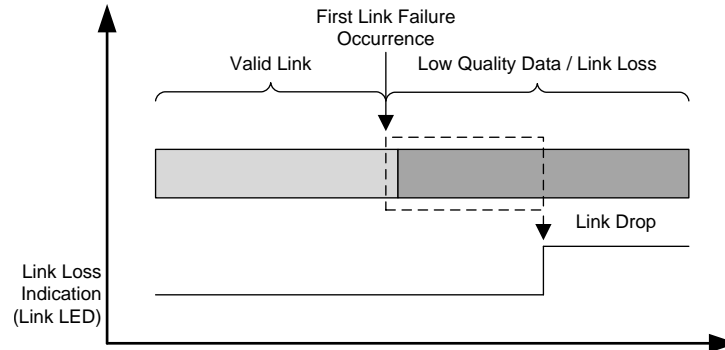 First Link Failure
Occurrence
Valid Link
Low Quality Data / Link Loss
Link Drop
Link Loss
Indication
(Link LED)